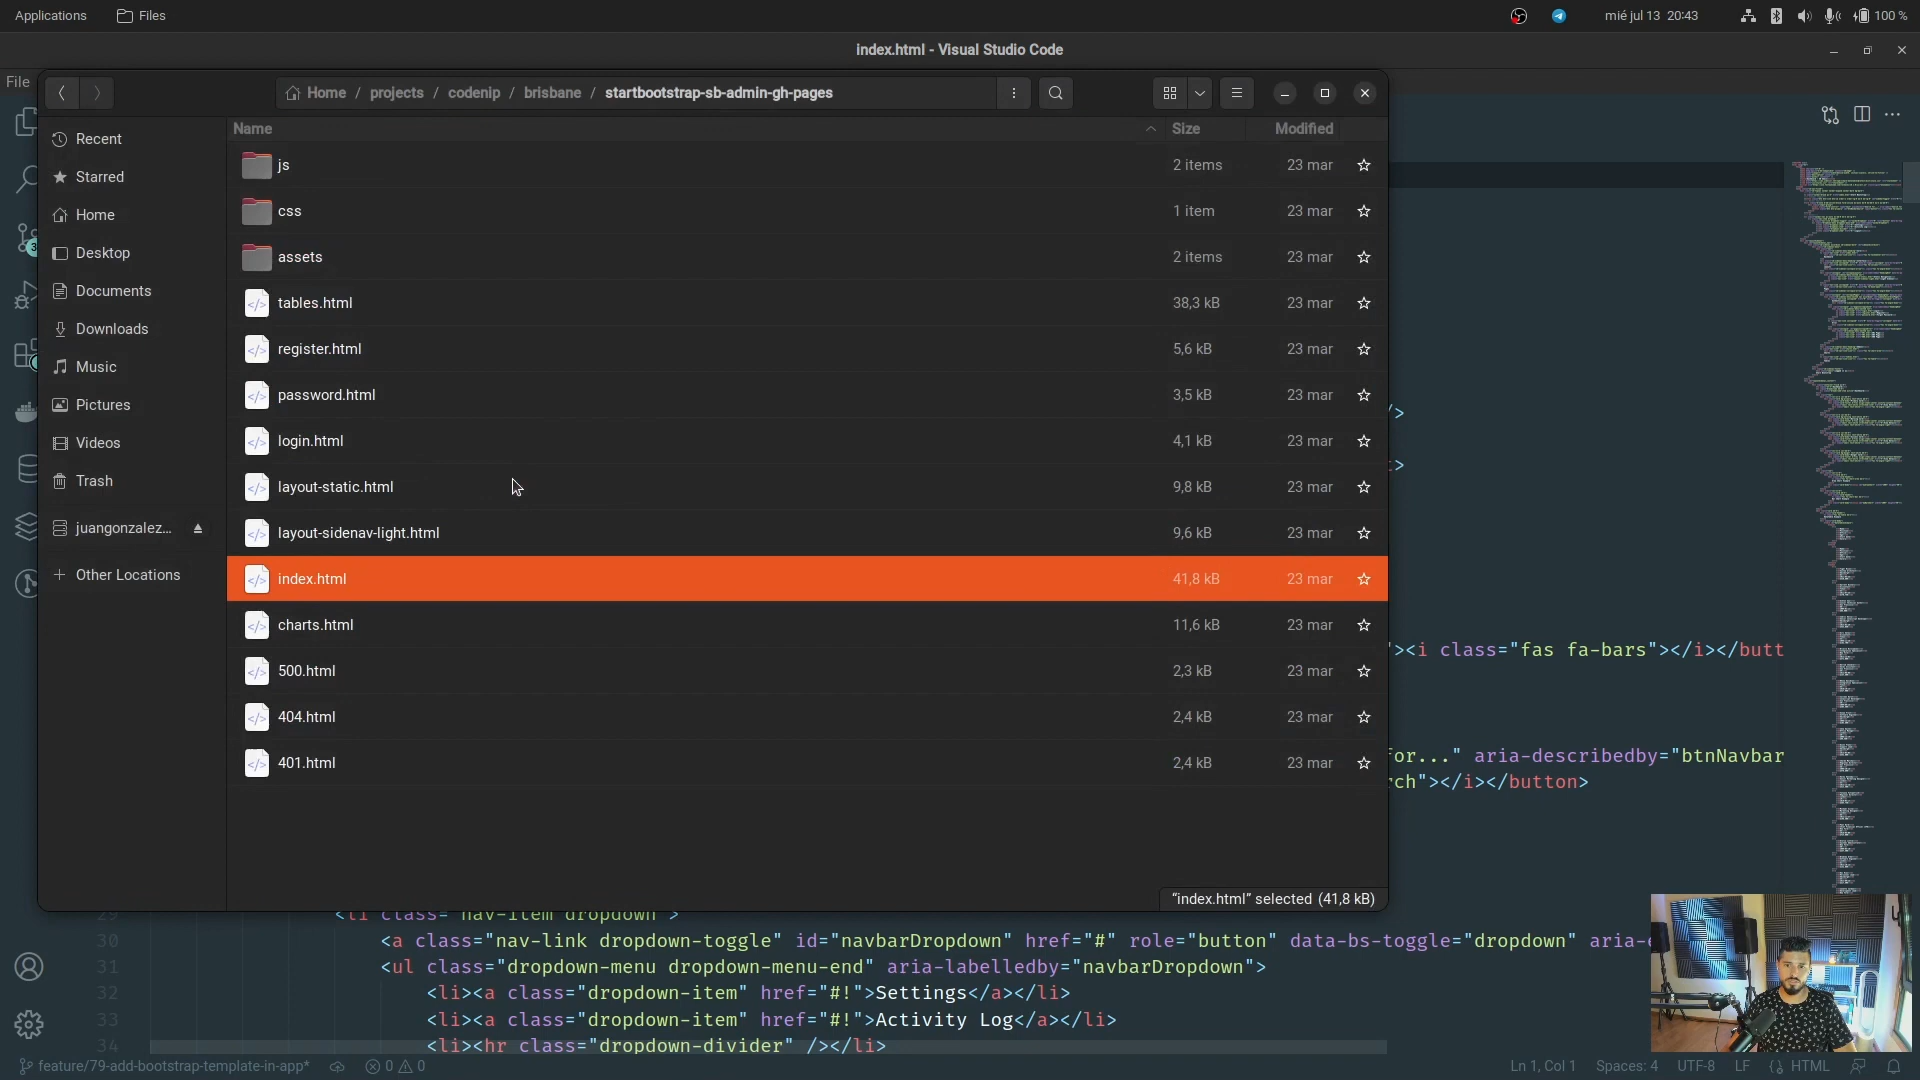 Applications Files mié jul 13 20:43 100 %
index.html - Visual Studio Code
File
Home / projects / codenip / brisbane / startbootstrap-sb-admin-gh-pages
Name Size Modified
Recent
Starred
Home
Desktop
Documents
Downloads
Music
Pictures
Videos
Trash
juangonzalez...
+ Other Locations
js 2 items 23 mar
css 1 item 23 mar
assets 2 items 23 mar
tables.html 38,3 kB 23 mar
register.html 5,6 kB 23 mar
password.html 3,5 kB 23 mar
login.html 4,1 kB 23 mar
layout-static.html 9,8 kB 23 mar
layout-sidenav-light.html 9,6 kB 23 mar
index.html 41,8 kB 23 mar
charts.html 11,6 kB 23 mar
500.html 2,3 kB 23 mar
404.html 2,4 kB 23 mar
401.html 2,4 kB 23 mar
"index.html" selected (41,8 kB)
/>
>
"><i class="fas fa-bars"></i></butt
for..." aria-describedby="btnNavbar
rch"></i></button>
29 <li class="nav-item dropdown">
30 <a class="nav-link dropdown-toggle" id="navbarDropdown" href="#" role="button" data-bs-toggle="dropdown" aria-e
31 <ul class="dropdown-menu dropdown-menu-end" aria-labelledby="navbarDropdown">
32 <li><a class="dropdown-item" href="#!">Settings</a></li>
33 <li><a class="dropdown-item" href="#!">Activity Log</a></li>
34 <li><hr class="dropdown-divider" /></li>
feature/79-add-bootstrap-template-in-app* 0 0 Ln 1, Col 1 Spaces: 4 UTF-8 LF HTML